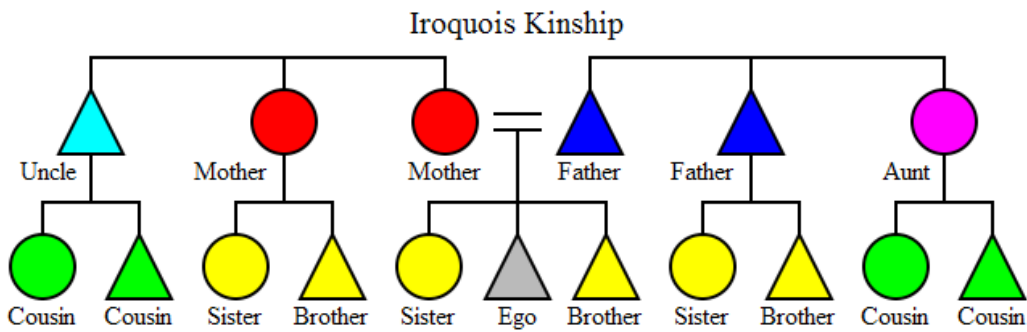 Iroquois Kinship
Uncle Mother Mother Father Father Aunt
Cousin Cousin Sister Brother Sister Ego Brother Sister Brother Cousin Cousin